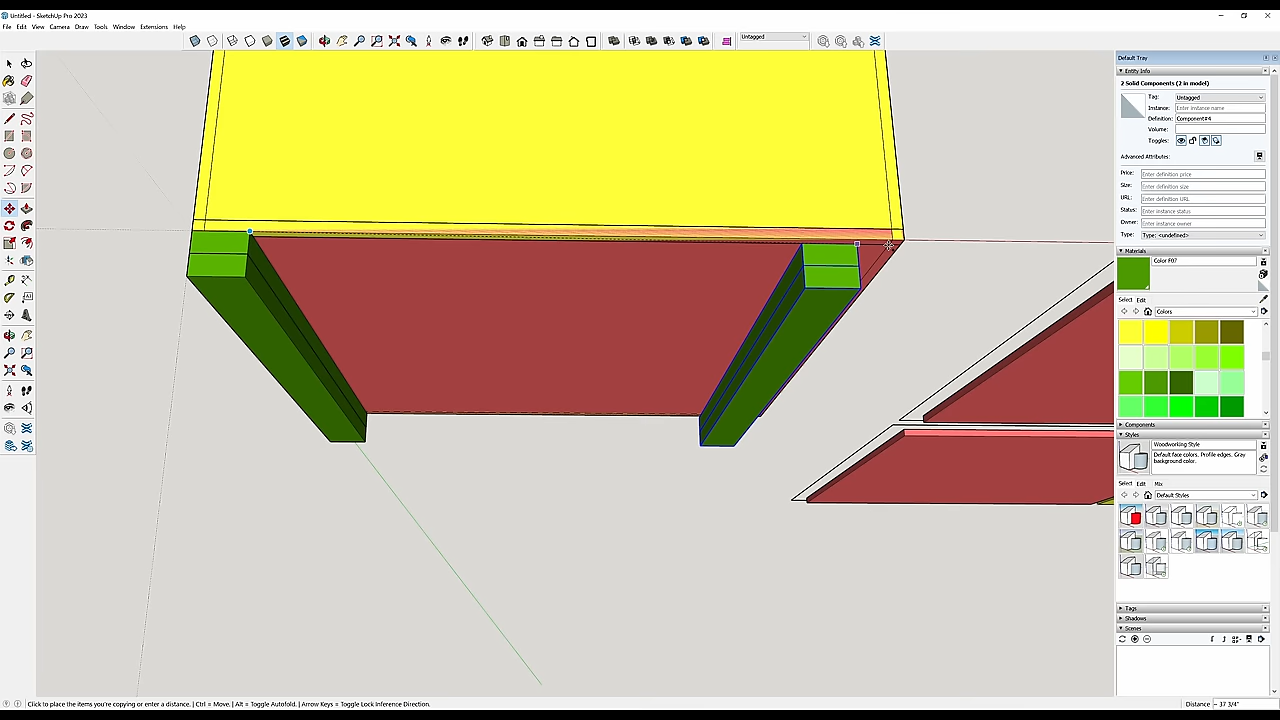 Untitled - SketchUp Pro 2023
File Edit View Camera Draw Tools Window Extensions Help
Untagged
Default Tray
Entity Info
2 Solid Components (2 in model)
Tag: Untagged
Instance: Enter instance name
Definition: Component#4
Volume:
Toggles:
Advanced Attributes:
Price: Enter definition price
Size: Enter definition size
URL: Enter definition URL
Status: Enter instance status
Owner: Enter instance owner
Type: Type: <undefined>
Materials
Color F07
Select Edit
Colors
Components
Styles
Woodworking Style
Default face colors. Profile edges. Gray
background color.
Select Edit Mix
Default Styles
Tags
Shadows
Scenes
Click to place the items you're copying or enter a distance. | Ctrl = Move. | Alt = Toggle Autofold. | Arrow Keys = Toggle Lock Inference Direction.
Distance ~ 37 3/4"